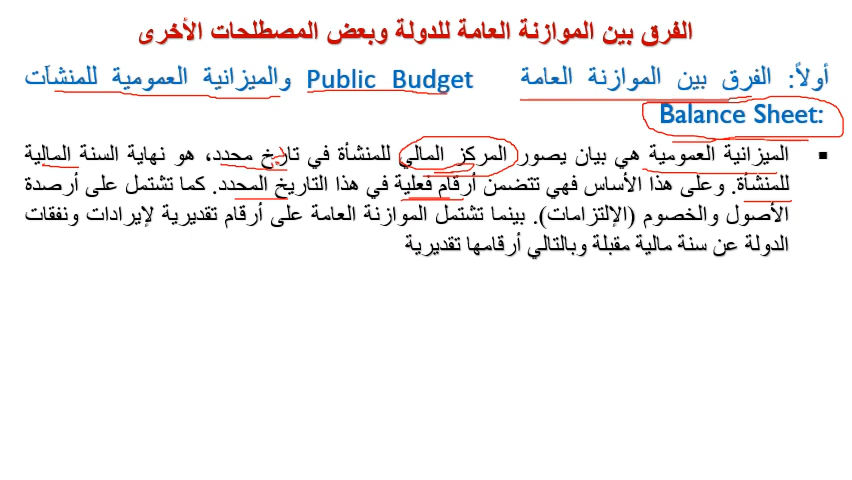 الفرق بين الموازنة العامة للدولة وبعض المصطلحات الأخرى
أولاً: الفرق بين الموازنة العامة Public Budget والميزانية العمومية للمنشآت
Balance Sheet:
▪ الميزانية العمومية هي بيان يصور المركز المالي للمنشأة في تاريخ محدد، هو نهاية السنة المالية
للمنشأة. وعلى هذا الأساس فهي تتضمن أرقام فعلية في هذا التاريخ المحدد. كما تشتمل على أرصدة
الأصول والخصوم (الإلتزامات). بينما تشتمل الموازنة العامة على أرقام تقديرية لإيرادات ونفقات
الدولة عن سنة مالية مقبلة وبالتالي أرقامها تقديرية